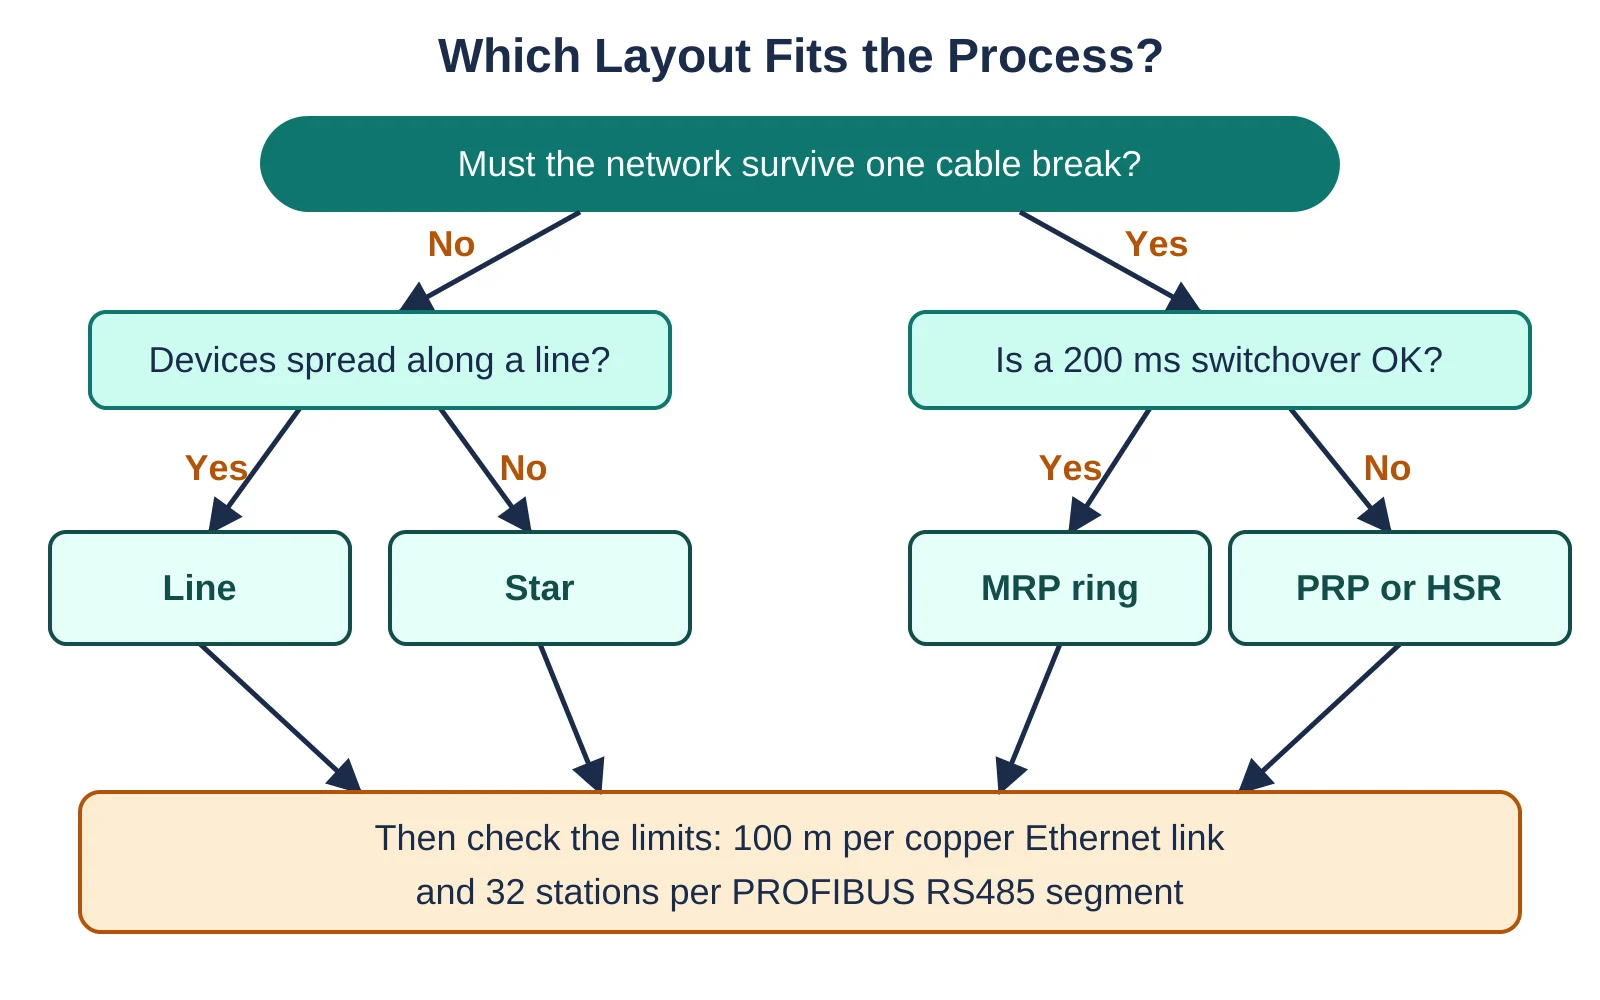 Which Layout Fits the Process?
Must the network survive one cable break?
No
Yes
Devices spread along a line?
Is a 200 ms switchover OK?
Yes
No
Yes
No
Line
Star
MRP ring
PRP or HSR
Then check the limits: 100 m per copper Ethernet link
and 32 stations per PROFIBUS RS485 segment